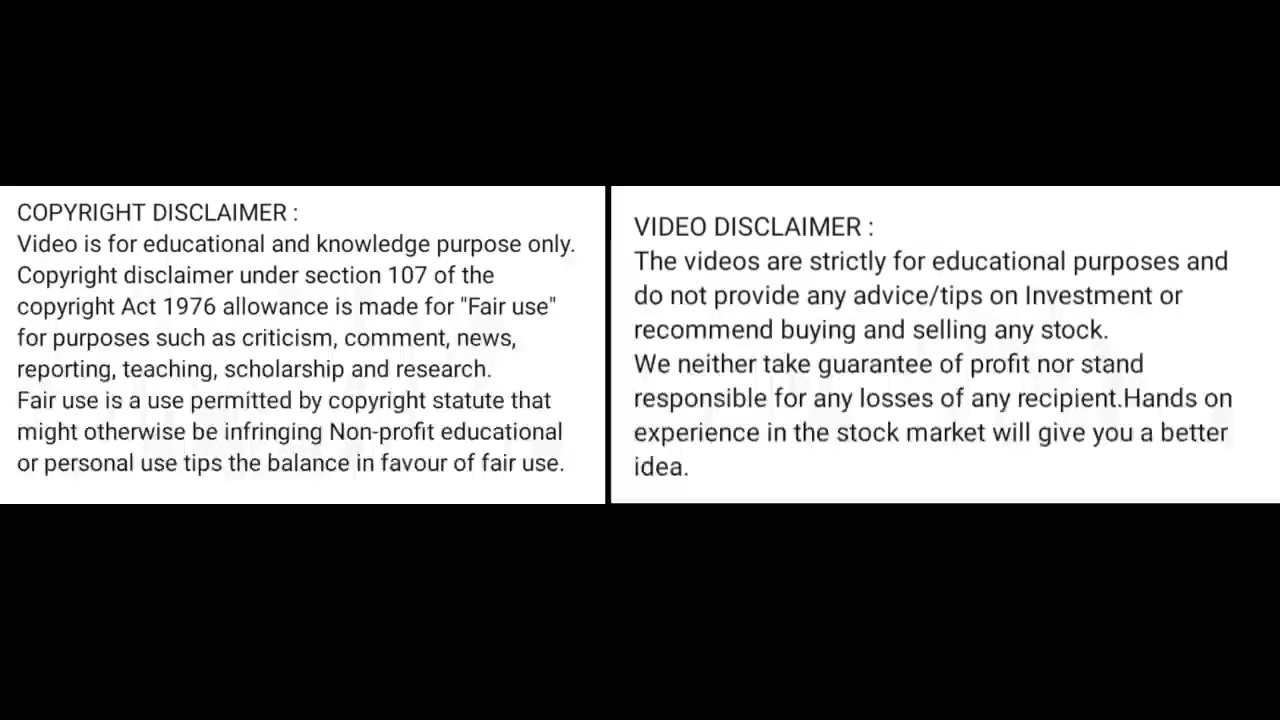 COPYRIGHT DISCLAIMER :
Video is for educational and knowledge purpose only.
Copyright disclaimer under section 107 of the
copyright Act 1976 allowance is made for "Fair use"
for purposes such as criticism, comment, news,
reporting, teaching, scholarship and research.
Fair use is a use permitted by copyright statute that
might otherwise be infringing Non-profit educational
or personal use tips the balance in favour of fair use.
VIDEO DISCLAIMER :
The videos are strictly for educational purposes and
do not provide any advice/tips on Investment or
recommend buying and selling any stock.
We neither take guarantee of profit nor stand
responsible for any losses of any recipient.Hands on
experience in the stock market will give you a better
idea.